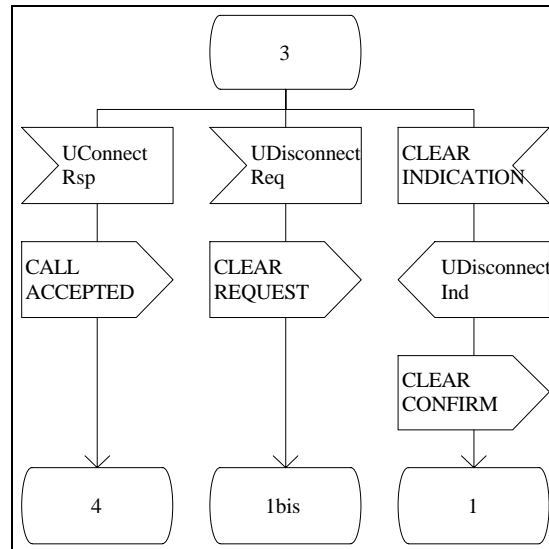 3
UConnect
Rsp
UDisconnect
Req
CLEAR
INDICATION
CALL
ACCEPTED
CLEAR
REQUEST
UDisconnect
Ind
CLEAR
CONFIRM
4
1bis
1